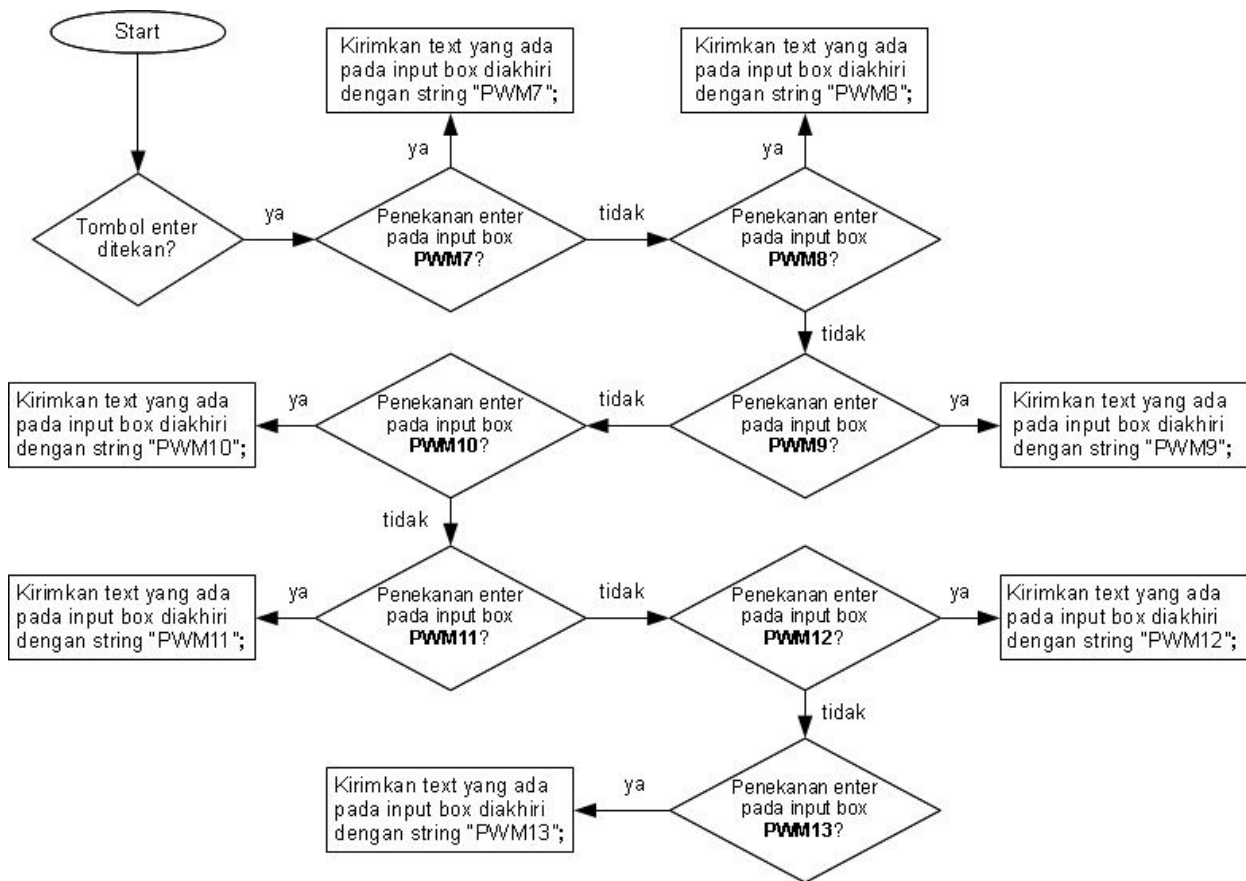 Start
Kirimkan text yang ada
pada input box diakhiri
dengan string "PWM7";
Kirimkan text yang ada
pada input box diakhiri
dengan string "PWM8";
ya
ya
Tombol enter
ditekan?
ya
Penekanan enter
pada input box
PWM7?
tidak
Penekanan enter
pada input box
PWM8?
tidak
Kirimkan text yang ada
pada input box diakhiri
dengan string "PWM10";
ya
Penekanan enter
pada input box
PWM10?
tidak
Penekanan enter
pada input box
PWM9?
ya
Kirimkan text yang ada
pada input box diakhiri
dengan string "PWM9";
tidak
Kirimkan text yang ada
pada input box diakhiri
dengan string "PWM11";
ya
Penekanan enter
pada input box
PWM11?
tidak
Penekanan enter
pada input box
PWM12?
ya
Kirimkan text yang ada
pada input box diakhiri
dengan string "PWM12";
tidak
Kirimkan text yang ada
pada input box diakhiri
dengan string "PWM13";
ya
Penekanan enter
pada input box
PWM13?